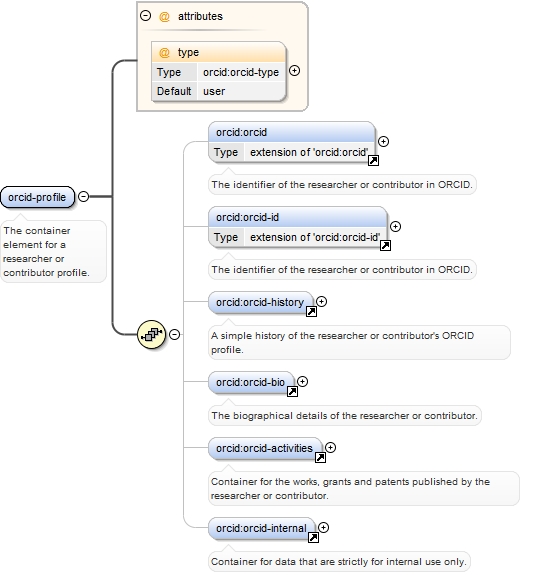 @ attributes
@ type
Type orcid:orcid-type
Default user
orcid:orcid
Type extension of 'orcid:orcid'
The identifier of the researcher or contributor in ORCID.
orcid-profile
The container
element for a
researcher or
contributor profile.
orcid:orcid-id
Type extension of 'orcid:orcid-id'
The identifier of the researcher or contributor in ORCID.
orcid:orcid-history
A simple history of the researcher or contributor's ORCID
profile.
orcid:orcid-bio
The biographical details of the researcher or contributor.
orcid:orcid-activities
Container for the works, grants and patents published by the
researcher or contributor.
orcid:orcid-internal
Container for data that are strictly for internal use only.